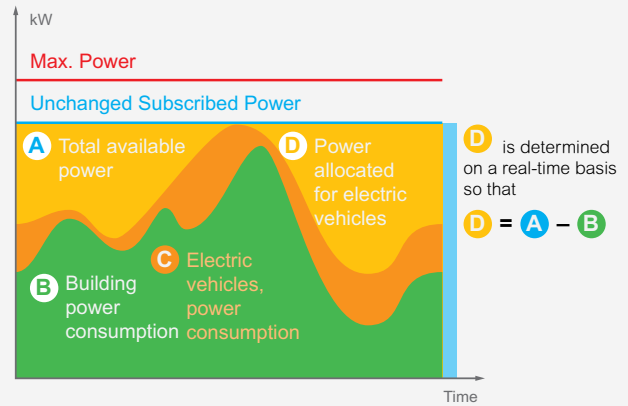 kW
Max. Power
Unchanged Subscribed Power
A Total available
power
D Power
allocated
for electric
vehicles
B Building
power
consumption
C Electric
vehicles,
power
consumption
D is determined
on a real-time basis
so that
D = A – B
Time